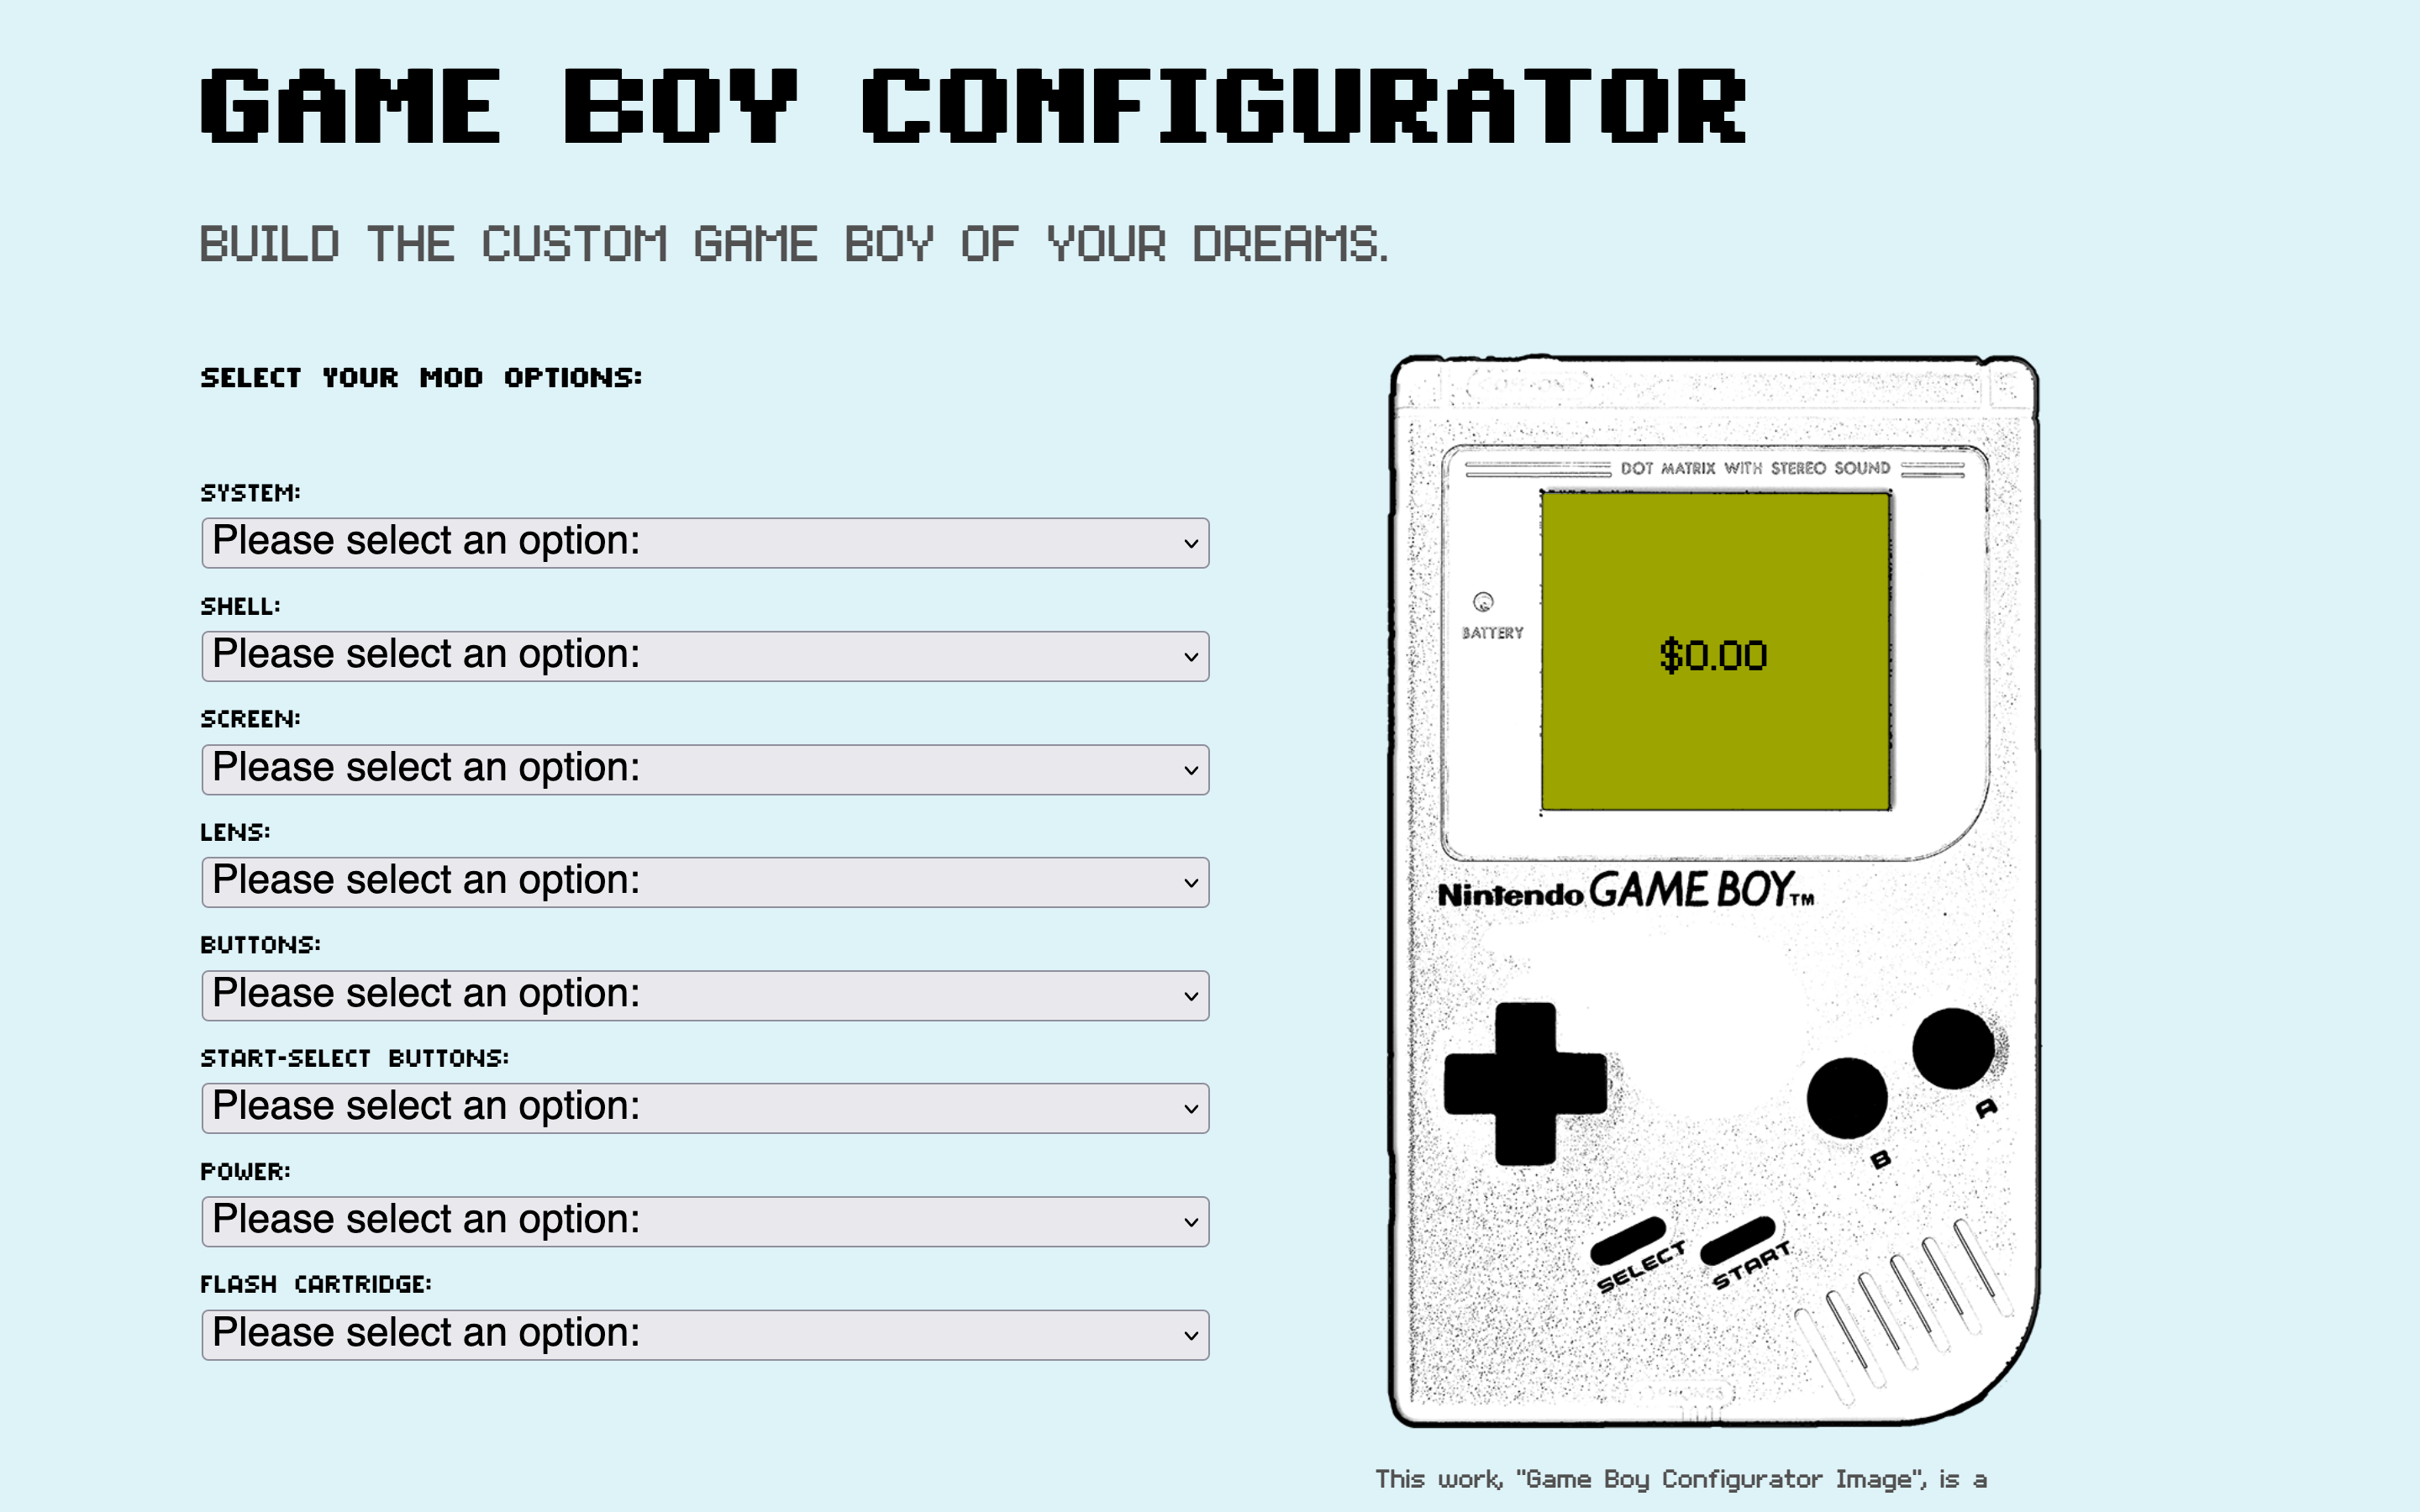 GAME BOY CONFIGURATOR
BUILD THE CUSTOM GAME BOY OF YOUR DREAMS.
SELECT YOUR MOD OPTIONS:
SYSTEM:
Please select an option:
SHELL:
Please select an option:
SCREEN:
Please select an option:
LENS:
Please select an option:
BUTTONS:
Please select an option:
START-SELECT BUTTONS:
Please select an option:
POWER:
Please select an option:
FLASH CARTRIDGE:
Please select an option:
DOT MATRIX WITH STEREO SOUND
BATTERY
$0.00
Nintendo GAME BOY TM
A
B
SELECT
START
This work, "Game Boy Configurator Image", is a